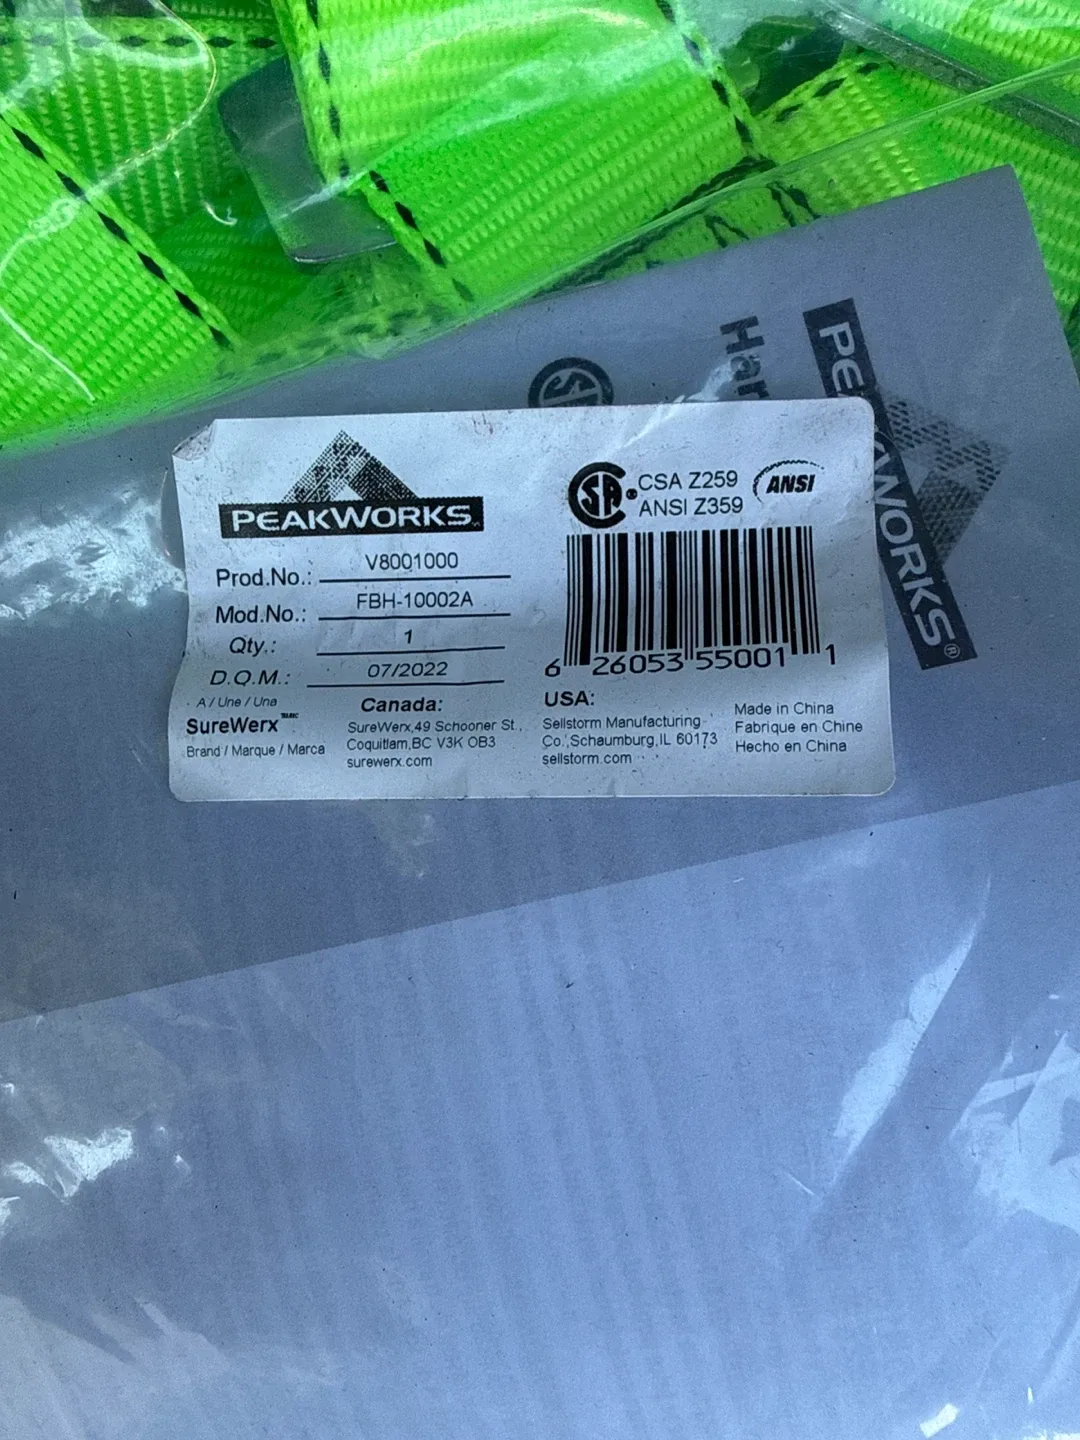 Har
PEAKWORKS®
PEAKWORKS
CSA Z259
ANSI Z359
ANSI
Prod.No.: V8001000
Mod.No.: FBH-10002A
Qty.: 1
D.O.M.: 07/2022
6 26053 55001 1
A / Une / Una
SureWerx
Brand / Marque / Marca
Canada:
SureWerx,49 Schooner St.,
Coquitlam,BC V3K OB3
surewerx.com
USA:
Sellstorm Manufacturing
Co.,Schaumburg,IL 60173
sellstorm.com
Made in China
Fabrique en Chine
Hecho en China